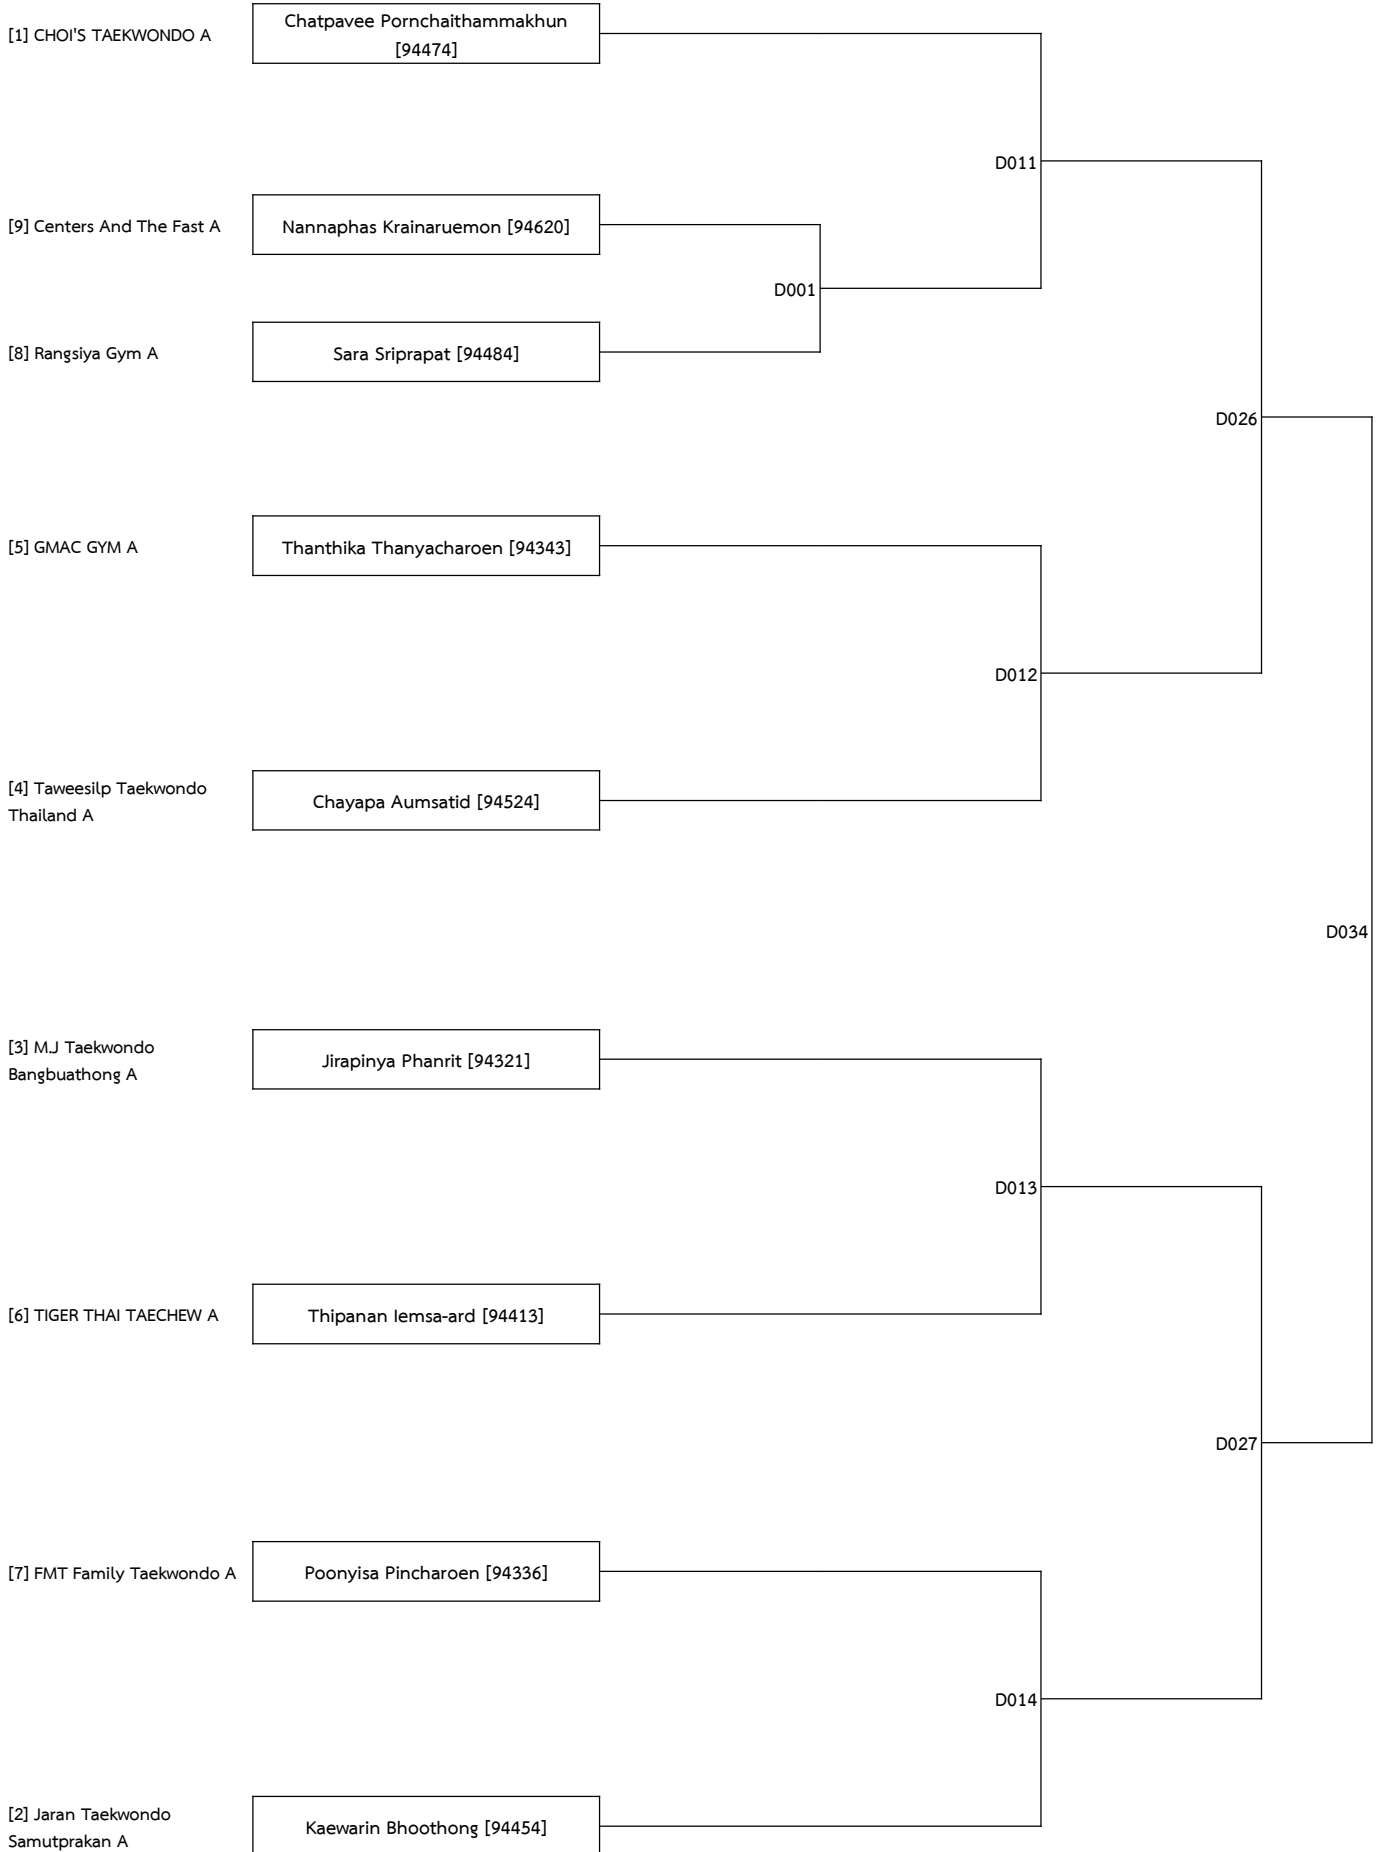 [1] CHOI'S TAEKWONDO A
Chatpavee Pornchaithammakhun
[94474]
D011
[9] Centers And The Fast A
Nannaphas Krainaruemon [94620]
D001
[8] Rangsiya Gym A
Sara Sriprapat [94484]
D026
[5] GMAC GYM A
Thanthika Thanyacharoen [94343]
D012
[4] Taweesilp Taekwondo
Thailand A
Chayapa Aumsatid [94524]
D034
[3] M.J Taekwondo
Bangbuathong A
Jirapinya Phanrit [94321]
D013
[6] TIGER THAI TAECHEW A
Thipanan Iemsa-ard [94413]
D027
[7] FMT Family Taekwondo A
Poonyisa Pincharoen [94336]
D014
[2] Jaran Taekwondo
Samutprakan A
Kaewarin Bhoothong [94454]